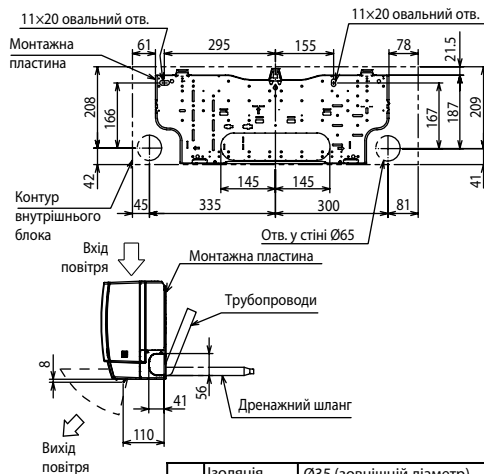 11×20 овальний отв.
11×20 овальний отв.
61
295
155
78
21.5
Монтажна
пластина
208
166
42
167
187
209
41
145
145
Контур
внутрішнього
блока
45
335
300
81
Отв. у стіні Ø65
Вхід
повітря
Монтажна пластина
Трубопроводи
8
41
56
110
Дренажний шланг
Вихід
повітря
Ізоляція
Ø35 (зовнішній діаметр)